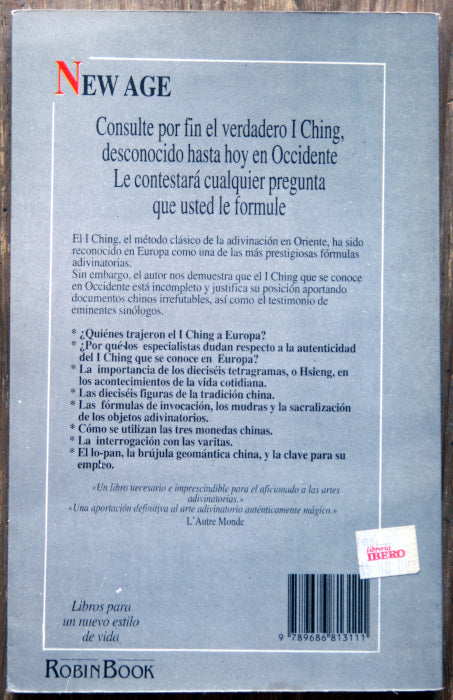 NEW AGE
Consulte por fin el verdadero I Ching,
desconocido hasta hoy en Occidente
Le contestará cualquier pregunta
que usted le formule
El I Ching, el método clásico de la adivinación en Oriente, ha sido
reconocido en Europa como una de las más prestigiosas fórmulas
adivinatorias.
Sin embargo, el autor nos demuestra que el I Ching que se conoce
en Occidente está incompleto y justifica su posición aportando
documentos chinos irrefutables, así como el testimonio de
eminentes sinólogos.
* ¿Quiénes trajeron el I Ching a Europa?
* ¿Por qué los especialistas dudan respecto a la autenticidad
del I Ching que se conoce en Europa?
* La importancia de los dieciséis tetragramas, o Hsieng, en
los acontecimientos de la vida cotidiana.
* Las dieciséis figuras de la tradición china.
* Las fórmulas de invocación, los mudras y la sacralización
de los objetos adivinatorios.
* Cómo se utilizan las tres monedas chinas.
* La interrogación con las varitas.
* El lo-pan, la brújula geomántica china, y la clave para su
empleo.
«Un libro necesario e imprescindible para el aficionado a las artes
adivinatorias.»
«Una aportación definitiva al arte adivinatorio auténticamente mágico.»
L'Autre Monde
librería
IBERO
Libros para
un nuevo estilo
de vida
9 789686 813111
ROBINBOOK